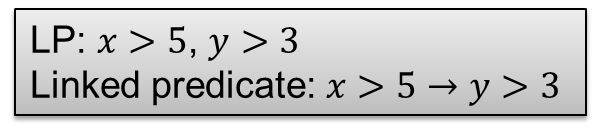 LP: x > 5, y > 3
Linked predicate: x > 5 → y > 3